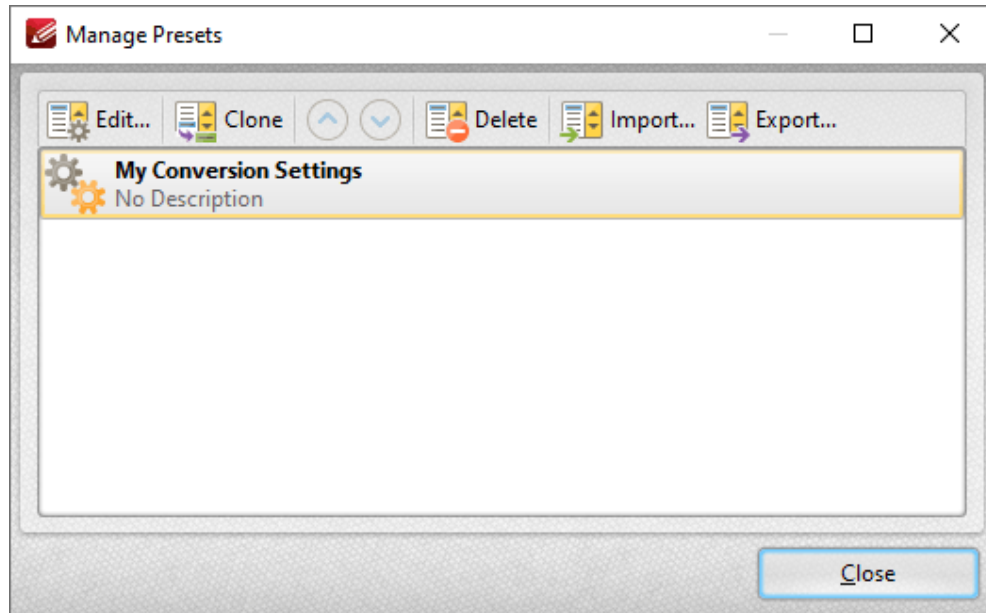 Manage Presets
Edit... Clone Delete Import... Export...
My Conversion Settings
No Description
Close